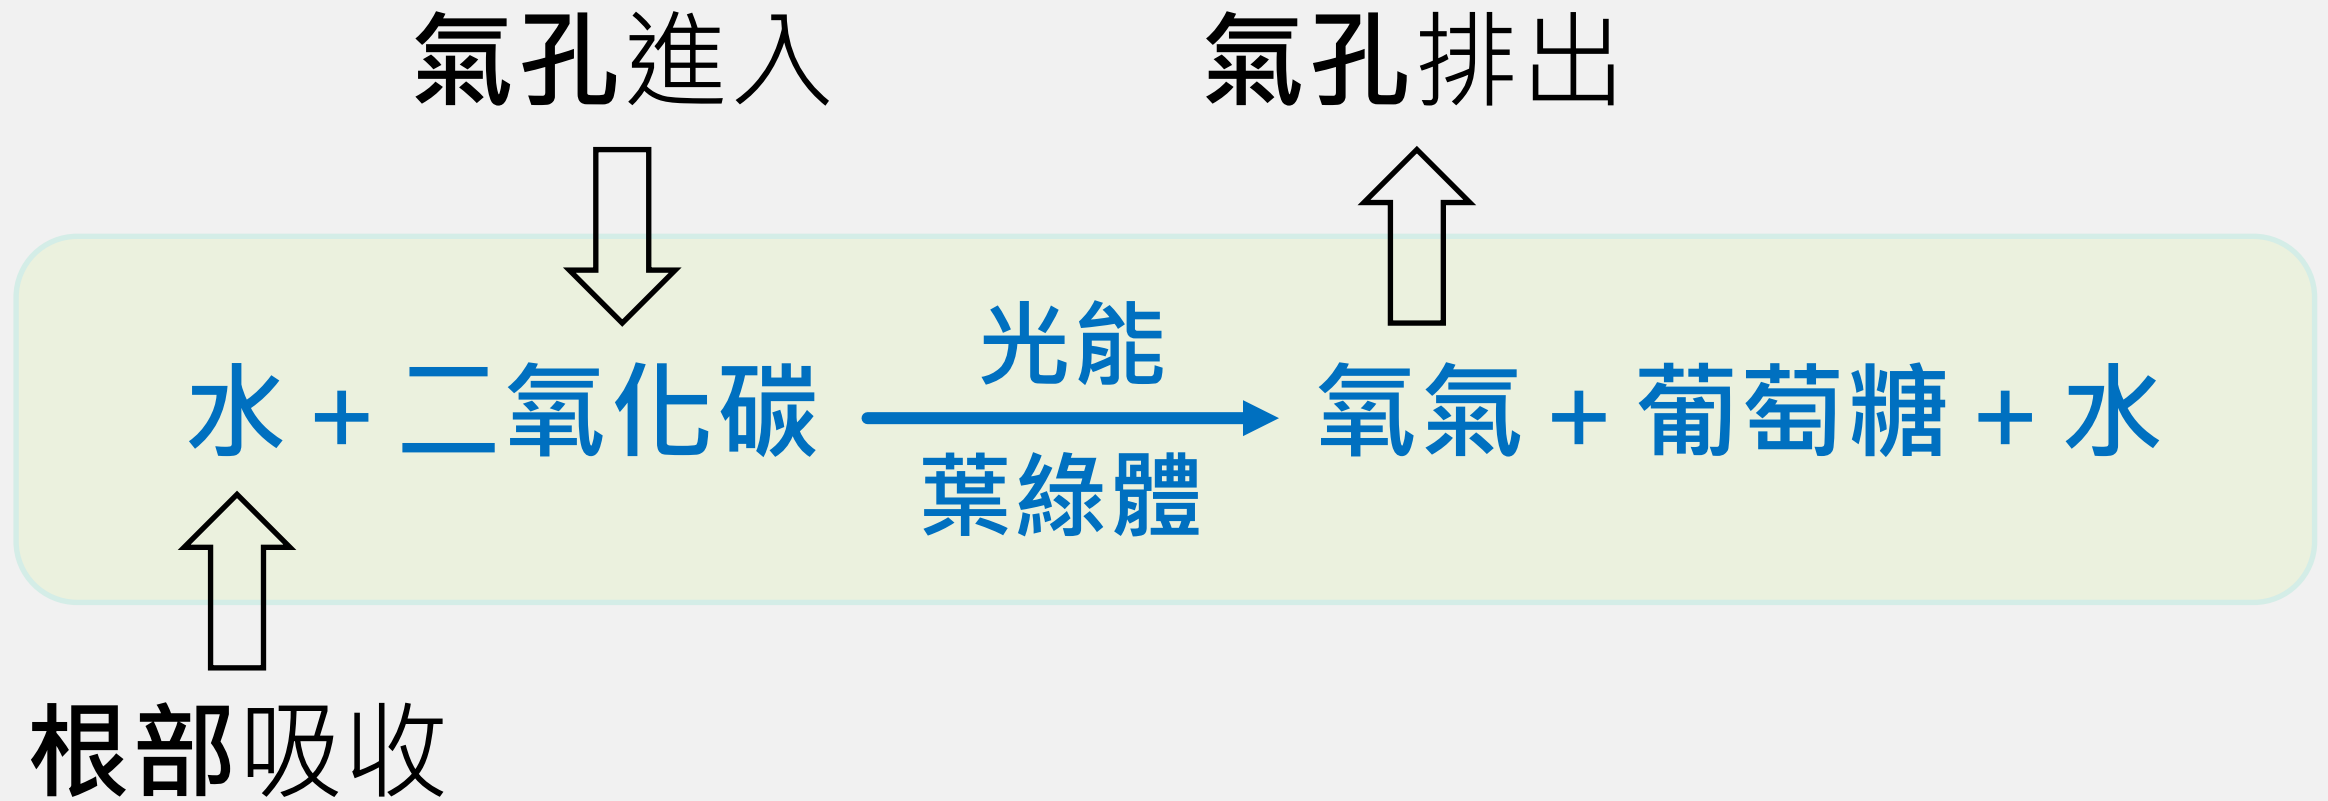 氣孔進入
氣孔排出
光能
水 + 二氧化碳
氧氣 + 葡萄糖 + 水
葉綠體
根部吸收